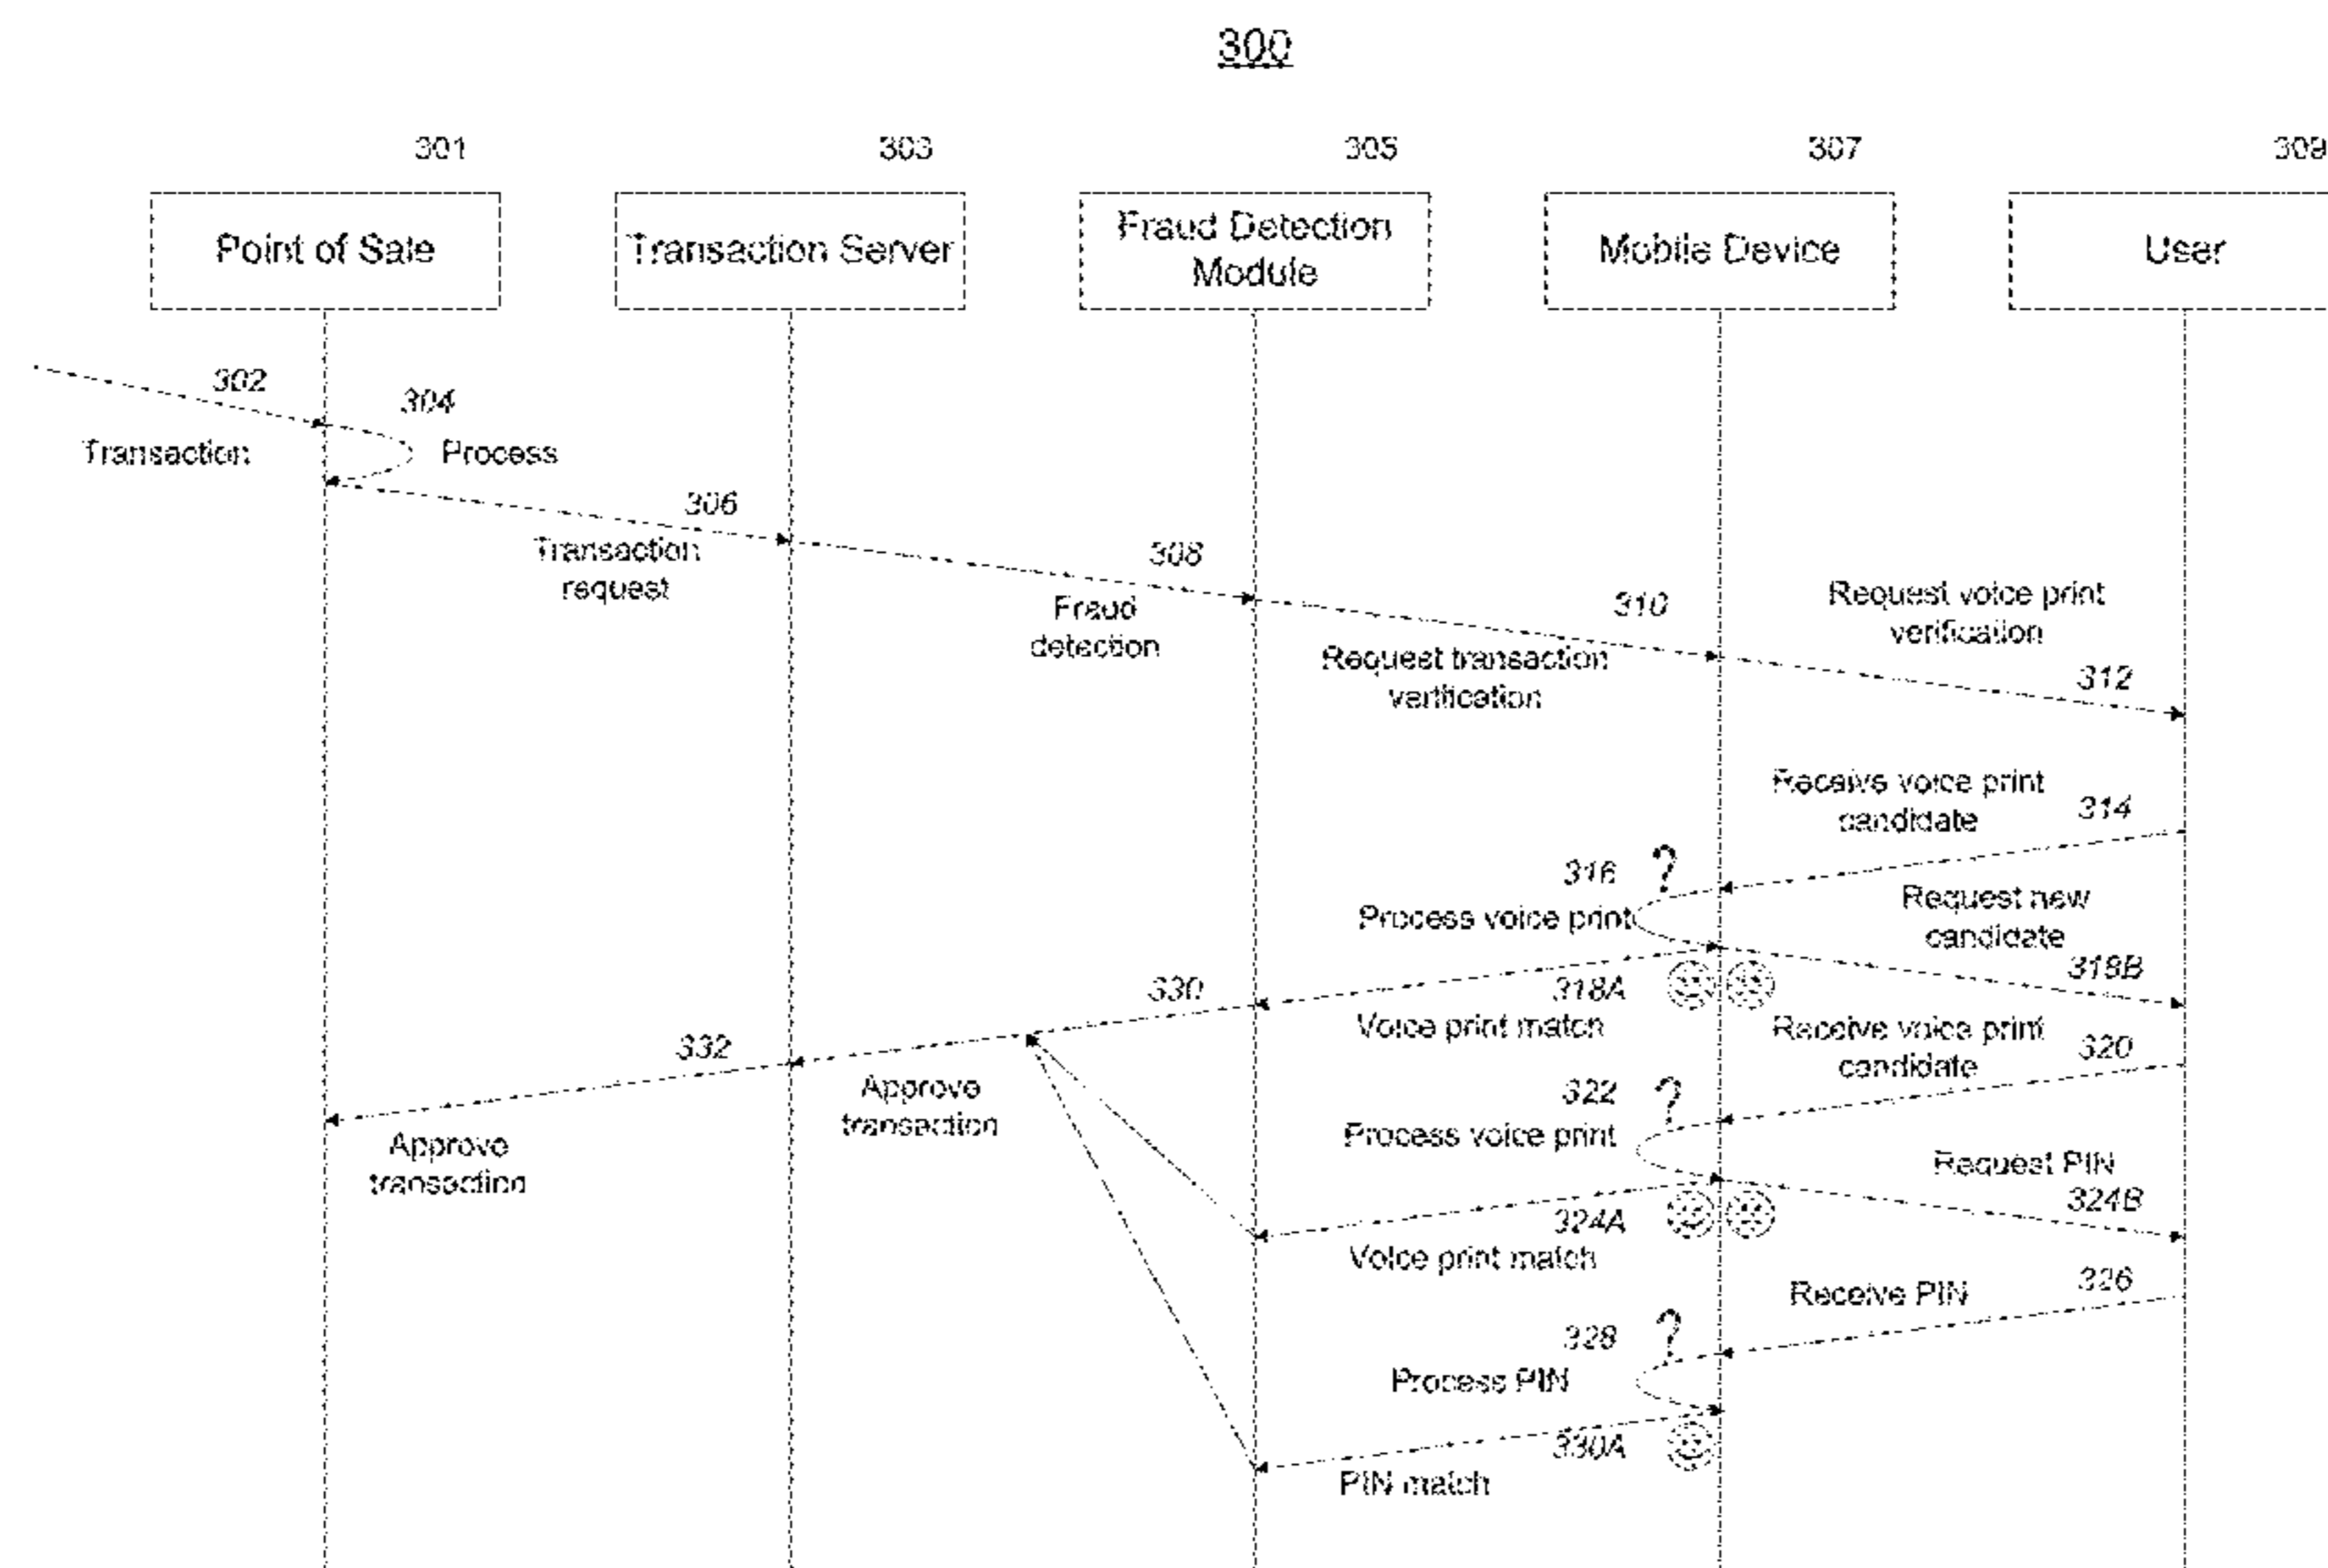 300
301
303
305
307
309
Point of Sale
Transaction Server
Fraud Detection
Module
Mobile Device
User
302
304
Transaction
Process
306
Transaction
request
308
Fraud
detection
310
Request transaction
verification
Request voice print
verification
312
Receive voice print
candidate
314
316
?
Process voice print
Request new
candidate
318B
318A
Voice print match
330
Approve
transaction
332
Approve
transaction
Receive voice print
candidate
320
322
?
Process voice print
Request PIN
324B
324A
Voice print match
Receive PIN
326
328
?
Process PIN
330A
PIN match